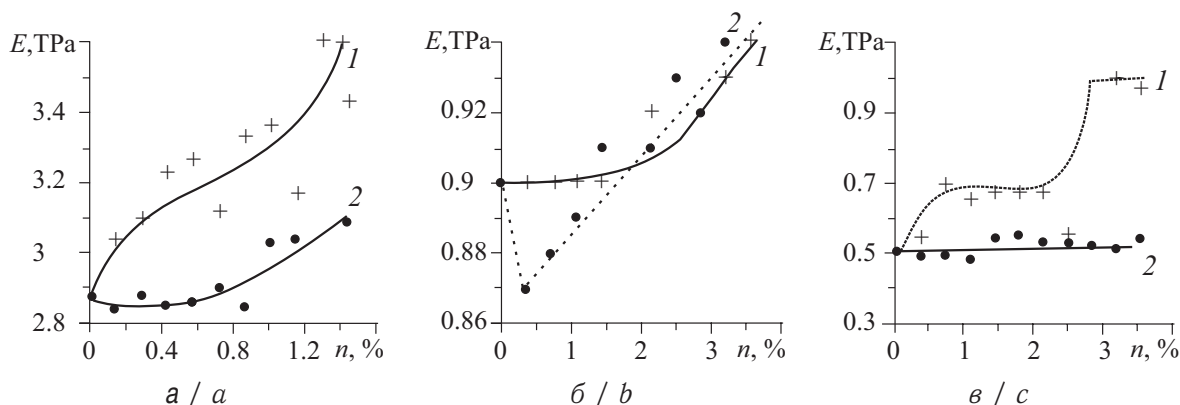 E,TPa
1
3.4
3.2
2
3
2.8
0 0.4 0.8 1.2 n, %
а / a
E,TPa
2
1
0.92
0.9
0.88
0.86
0 1 2 3 n, %
б / b
E,TPa
1
0.9
0.7
0.5
2
0.3
0 1 2 3 n, %
в / c